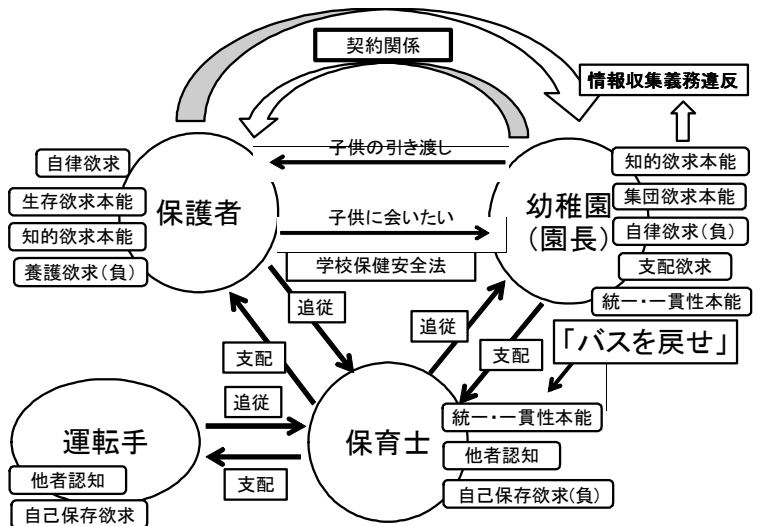 契約関係
情報収集義務違反
子供の引き渡し
自律欲求
生存欲求本能
知的欲求本能
養護欲求(負)
保護者
子供に会いたい
学校保健安全法
幼稚園
(園長)
知的欲求本能
集団欲求本能
自律欲求(負)
支配欲求
統一・一貫性本能
追従
支配
追従
支配
「バスを戻せ」
運転手
他者認知
自己保存欲求
追従
支配
保育士
統一・一貫性本能
他者認知
自己保存欲求(負)